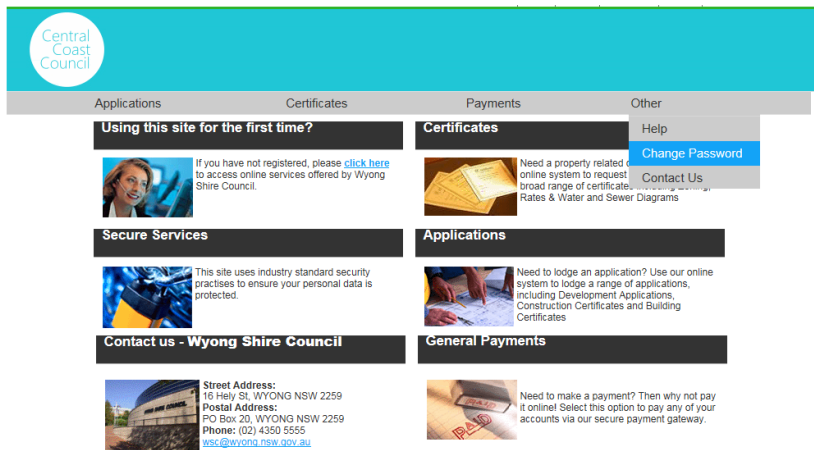 Central
Coast
Council
Applications Certificates Payments Other
Help
Change Password
Contact Us
Using this site for the first time?
If you have not registered, please click here
to access online services offered by Wyong
Shire Council.
Certificates
Need a property related
online system to request
broad range of certificates including Zoning,
Rates & Water and Sewer Diagrams
Secure Services
This site uses industry standard security
practises to ensure your personal data is
protected.
Applications
Need to lodge an application? Use our online
system to lodge a range of applications,
including Development Applications,
Construction Certificates and Building
Certificates
Contact us - Wyong Shire Council
Street Address:
16 Hely St, WYONG NSW 2259
Postal Address:
PO Box 20, WYONG NSW 2259
Phone: (02) 4350 5555
wsc@wyong.nsw.gov.au
WYONG SHIRE COUNCIL
General Payments
PAID
Need to make a payment? Then why not pay
it online! Select this option to pay any of your
accounts via our secure payment gateway.